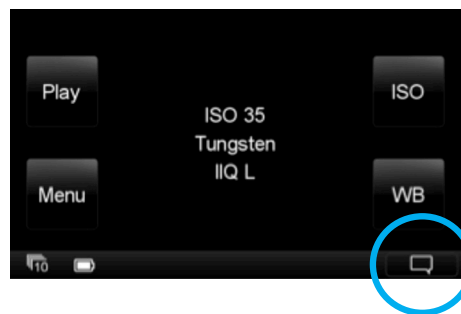 Play
ISO
ISO 35
Tungsten
IIQ L
Menu
WB
10